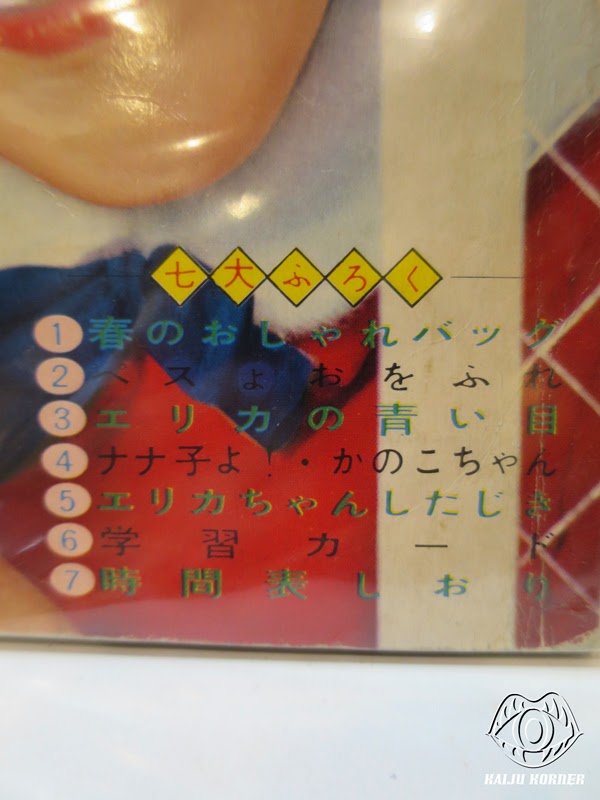 七大ふろく
1 春のおしゃれバッグ
2 ベスょおをふれ
3 エリカの青い目
4 ナナ子よ!・かのこちゃん
5 エリカちゃんしたじき
6 学習カード
7 時間表しおり
KAIJU KORNER